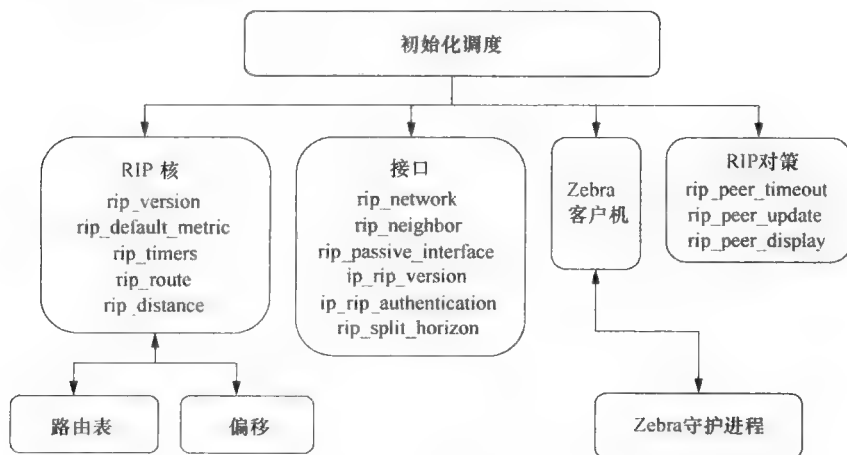 初始化调度
RIP 核
rip_version
rip_default_metric
rip_timers
rip_route
rip_distance
接口
rip_network
rip_neighbor
rip_passive_interface
ip_rip_version
ip_rip_authentication
rip_split_horizon
Zebra
客户机
RIP对策
rip_peer_timeout
rip_peer_update
rip_peer_display
路由表
偏移
Zebra守护进程